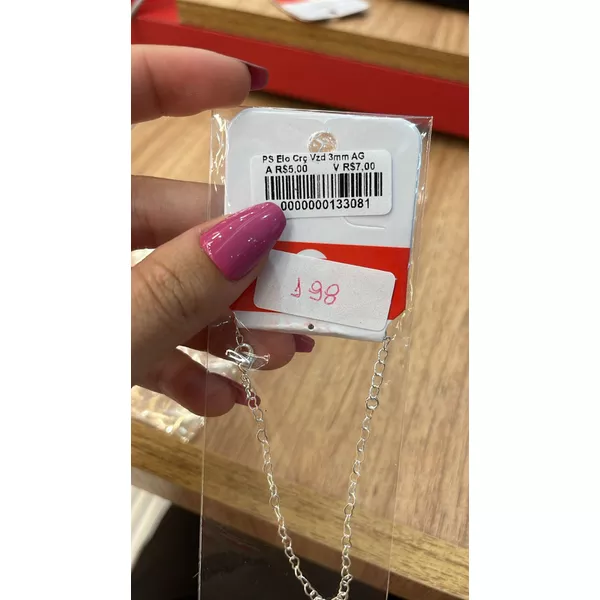 PS Elo Crç Vzd 3mm AG
A R$5,00 V R$7,00
0000000133081
198